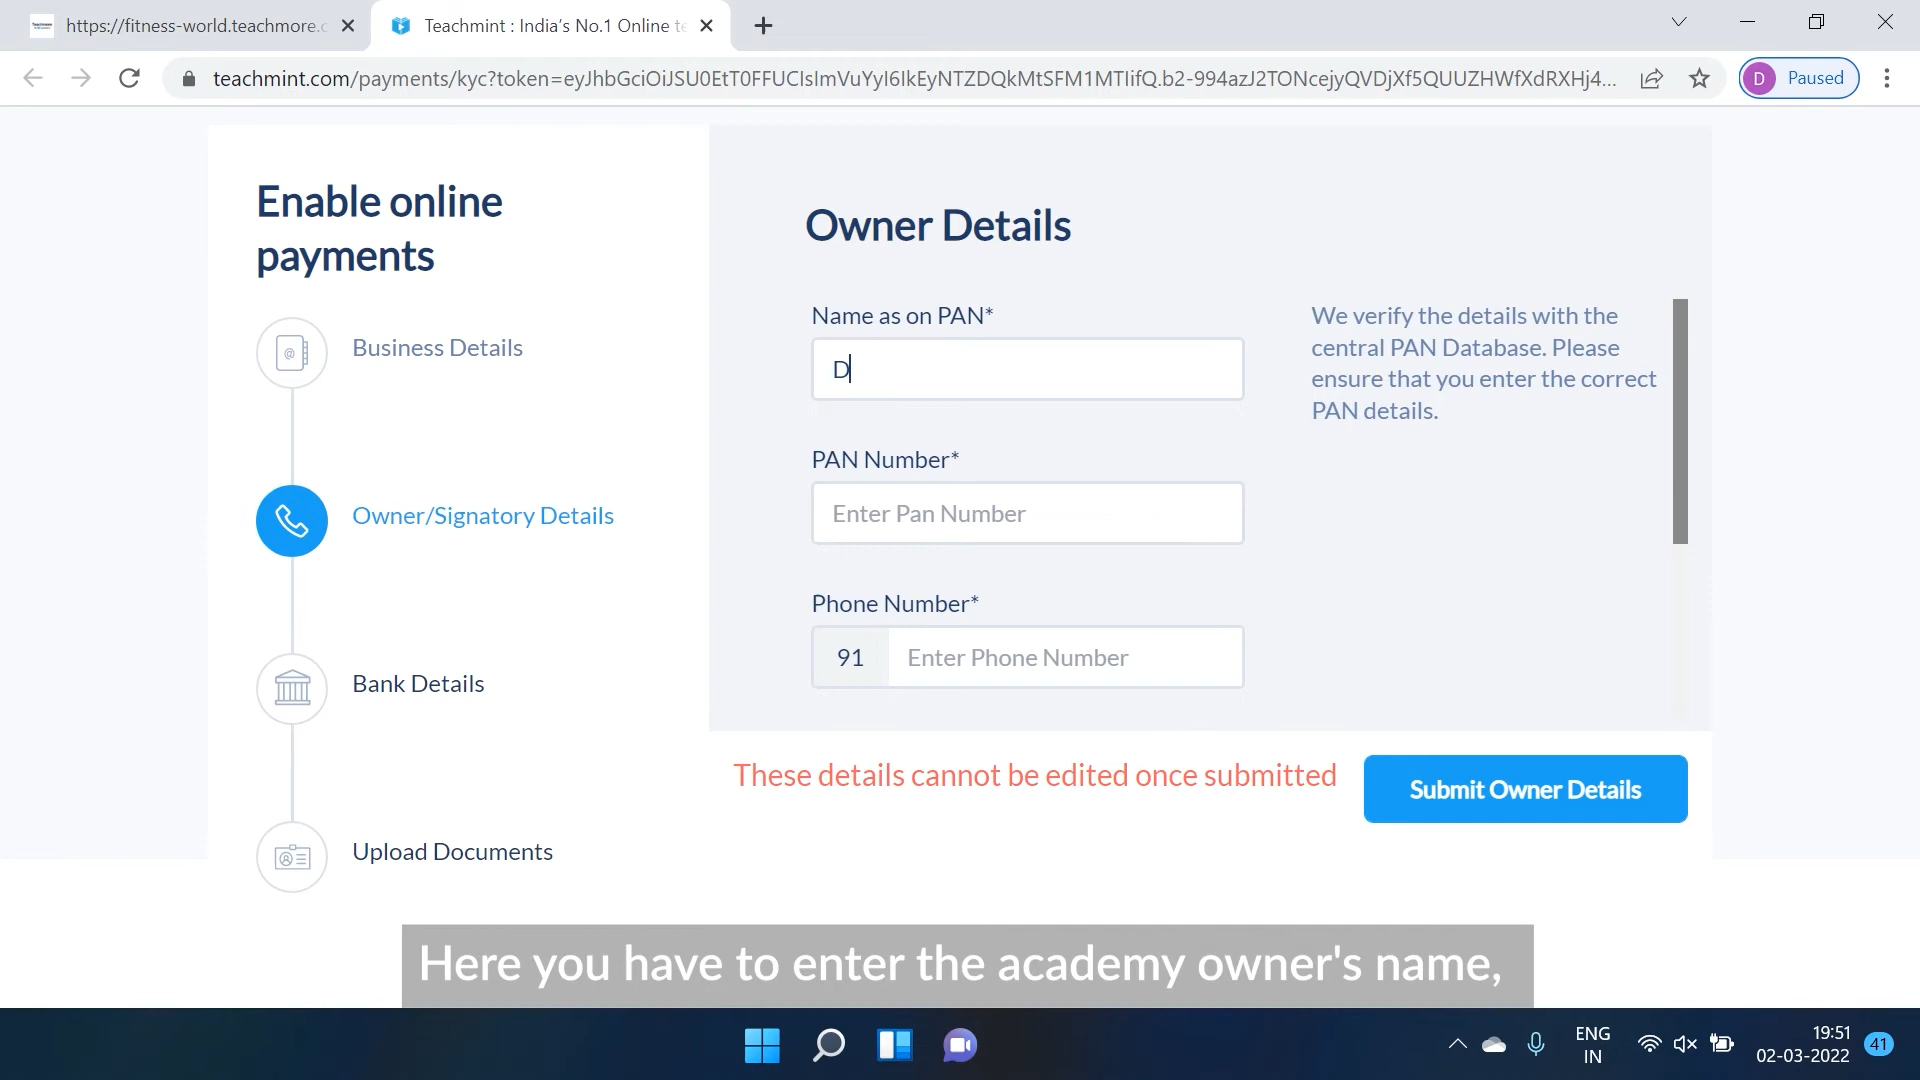 https://fitness-world.teachmore.c
Teachmint : India's No.1 Online te
teachmint.com/payments/kyc?token=eyJhbGciOiJSU0EtT0FFUCIsImVuYyI6IkEyNTZDQkMtSFM1MTIifQ.b2-994azJ2TONcejyQVDjXf5QUUZHWfXdRXHj4...
D
Paused
Enable online
payments
Business Details
Owner/Signatory Details
Bank Details
Upload Documents
Owner Details
Name as on PAN*
D
PAN Number*
Enter Pan Number
Phone Number*
91
Enter Phone Number
We verify the details with the
central PAN Database. Please
ensure that you enter the correct
PAN details.
These details cannot be edited once submitted
Submit Owner Details
Here you have to enter the academy owner's name,
ENG
IN
19:51
02-03-2022
41